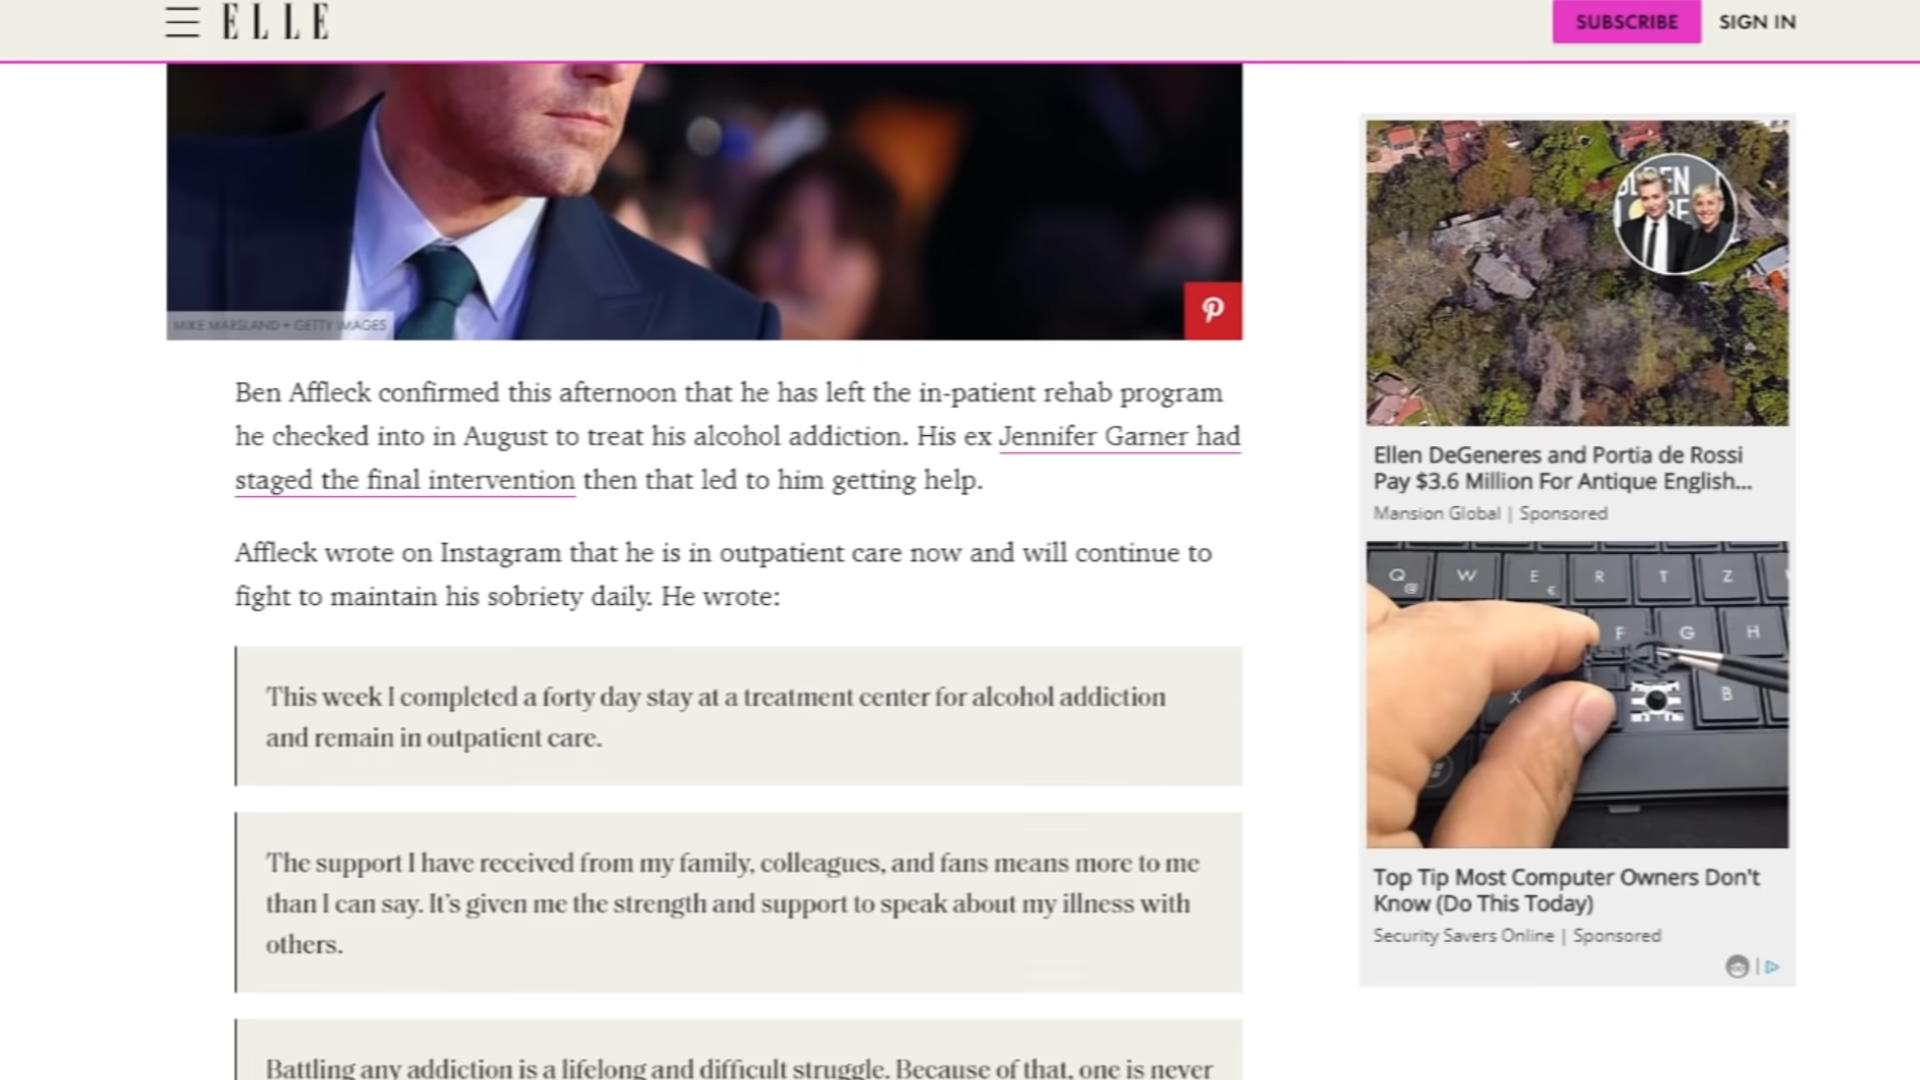 ELLE
SUBSCRIBE
SIGN IN
MIKE MARSLAND + GETTY IMAGES
Ben Affleck confirmed this afternoon that he has left the in-patient rehab program
he checked into in August to treat his alcohol addiction. His ex Jennifer Garner had
staged the final intervention then that led to him getting help.
Affleck wrote on Instagram that he is in outpatient care now and will continue to
fight to maintain his sobriety daily. He wrote:
This week I completed a forty day stay at a treatment center for alcohol addiction
and remain in outpatient care.
The support I have received from my family, colleagues, and fans means more to me
than I can say. It's given me the strength and support to speak about my illness with
others.
Battling any addiction is a lifelong and difficult struggle. Because of that, one is never
Ellen DeGeneres and Portia de Rossi
Pay $3.6 Million For Antique English...
Mansion Global | Sponsored
Q W E R T Z
@ €
F G H
X B
Top Tip Most Computer Owners Don't
Know (Do This Today)
Security Savers Online | Sponsored